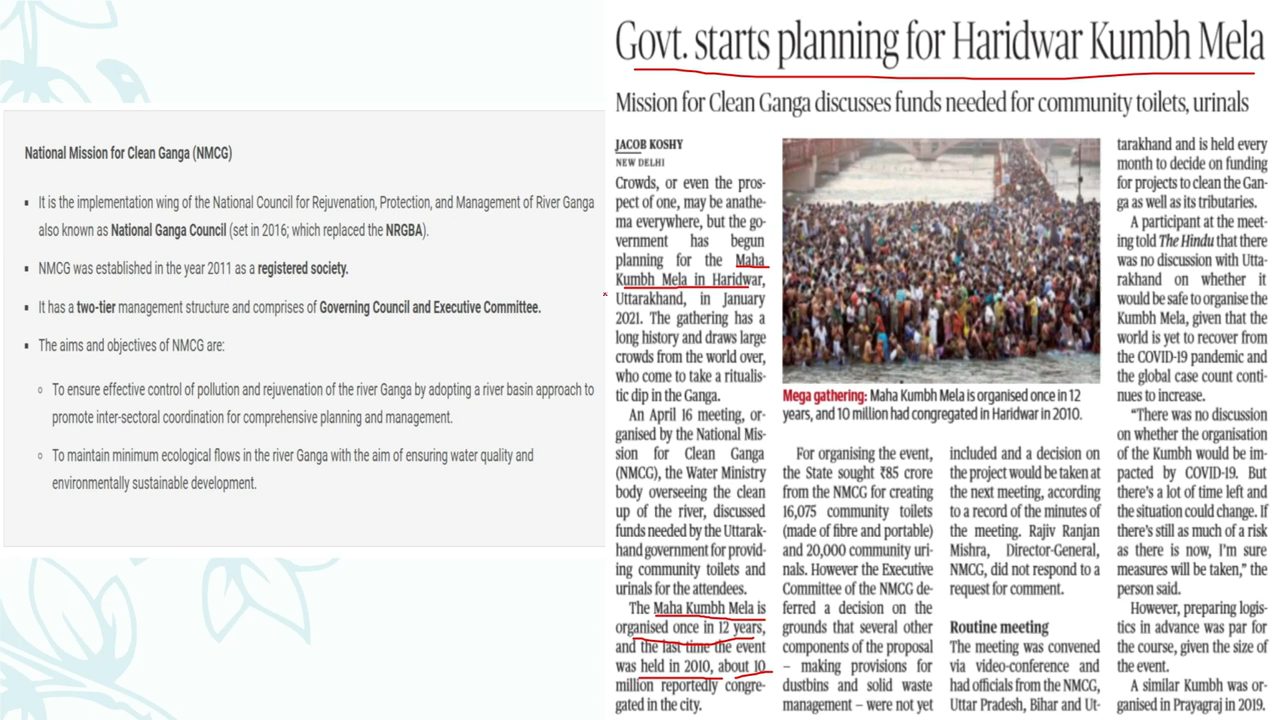 National Mission for Clean Ganga (NMCG)
▪ It is the implementation wing of the National Council for Rejuvenation, Protection, and Management of River Ganga
also known as National Ganga Council (set in 2016; which replaced the NRGBA).
▪ NMCG was established in the year 2011 as a registered society.
▪ It has a two-tier management structure and comprises of Governing Council and Executive Committee.
▪ The aims and objectives of NMCG are:
○ To ensure effective control of pollution and rejuvenation of the river Ganga by adopting a river basin approach to
promote inter-sectoral coordination for comprehensive planning and management.
○ To maintain minimum ecological flows in the river Ganga with the aim of ensuring water quality and
environmentally sustainable development.
Govt. starts planning for Haridwar Kumbh Mela
Mission for Clean Ganga discusses funds needed for community toilets, urinals
JACOB KOSHY
NEW DELHI
Crowds, or even the pros-
pect of one, may be anathe-
ma everywhere, but the go-
vernment has begun
planning for the Maha
Kumbh Mela in Haridwar,
Uttarakhand, in January
2021. The gathering has a
long history and draws large
crowds from the world over,
who come to take a ritualis-
tic dip in the Ganga.
An April 16 meeting, or-
ganised by the National Mis-
sion for Clean Ganga
(NMCG), the Water Ministry
body overseeing the clean
up of the river, discussed
funds needed by the Uttarak-
hand government for provid-
ing community toilets and
urinals for the attendees.
The Maha Kumbh Mela is
organised once in 12 years,
and the last time the event
was held in 2010, about 10
million reportedly congre-
gated in the city.
Mega gathering: Maha Kumbh Mela is organised once in 12
years, and 10 million had congregated in Haridwar in 2010.
For organising the event,
the State sought ₹85 crore
from the NMCG for creating
16,075 community toilets
(made of fibre and portable)
and 20,000 community uri-
nals. However the Executive
Committee of the NMCG de-
ferred a decision on the
grounds that several other
components of the proposal
– making provisions for
dustbins and solid waste
management – were not yet
included and a decision on
the project would be taken at
the next meeting, according
to a record of the minutes of
the meeting. Rajiv Ranjan
Mishra, Director-General,
NMCG, did not respond to a
request for comment.
Routine meeting
The meeting was convened
via video-conference and
had officials from the NMCG,
Uttar Pradesh, Bihar and Ut-
tarakhand and is held every
month to decide on funding
for projects to clean the Gan-
ga as well as its tributaries.
A participant at the meet-
ing told The Hindu that there
was no discussion with Utta-
rakhand on whether it
would be safe to organise the
Kumbh Mela, given that the
world is yet to recover from
the COVID-19 pandemic and
the global case count conti-
nues to increase.
“There was no discussion
on whether the organisation
of the Kumbh would be im-
pacted by COVID-19. But
there’s a lot of time left and
the situation could change. If
there’s still as much of a risk
as there is now, I’m sure
measures will be taken,” the
person said.
However, preparing logis-
tics in advance was par for
the course, given the size of
the event.
A similar Kumbh was or-
ganised in Prayagraj in 2019.